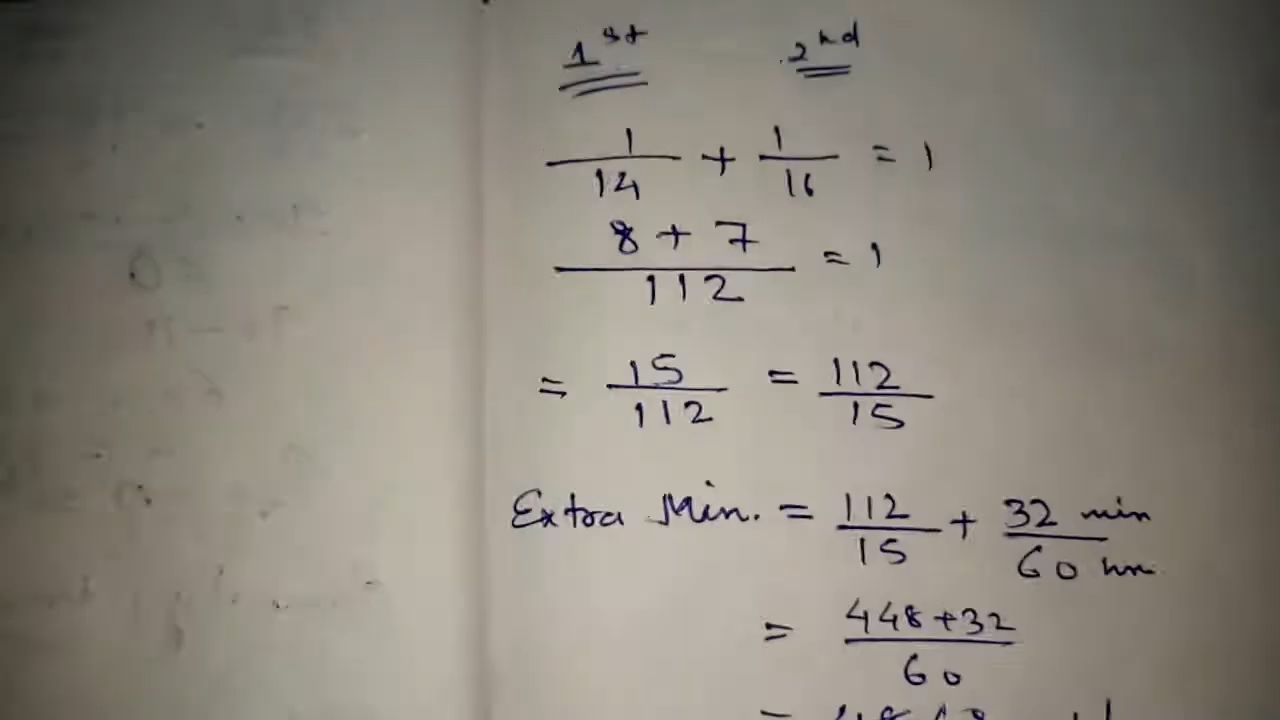 1st 2nd
1/14 + 1/16 = 1
8 + 7/112 = 1
= 15/112 = 112/15
Extra Min. = 112/15 + 32 min/60 hr
= 448+32/60
=